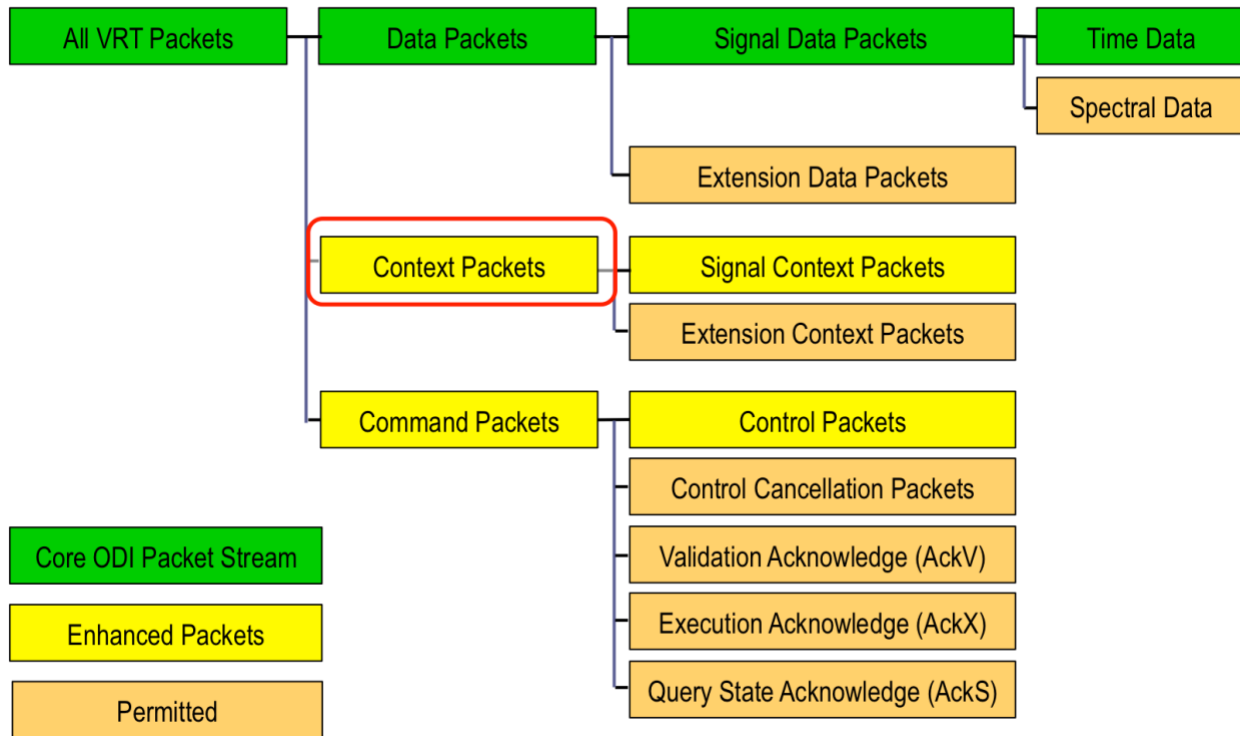 All VRT Packets
Data Packets
Signal Data Packets
Time Data
Spectral Data
Extension Data Packets
Context Packets
Signal Context Packets
Extension Context Packets
Command Packets
Control Packets
Control Cancellation Packets
Validation Acknowledge (AckV)
Execution Acknowledge (AckX)
Query State Acknowledge (AckS)
Core ODI Packet Stream
Enhanced Packets
Permitted